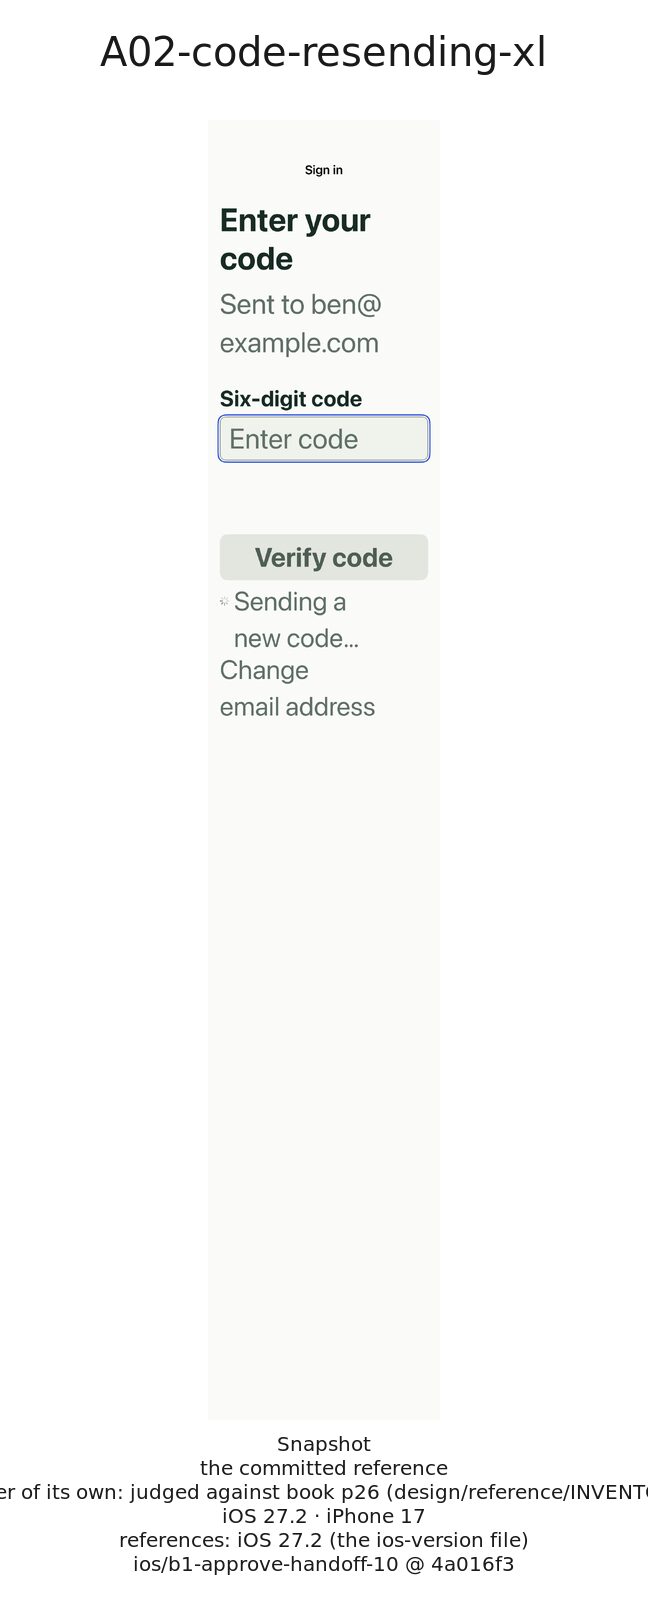 A02-code-resending-xl
Sign in
Enter your
code
Sent to ben@
example.com
Six-digit code
Enter code
Verify code
Sending a
new code…
Change
email address
Snapshot
the committed reference
of its own: judged against book p26 (design/reference/
iOS 27.2 · iPhone 17
references: iOS 27.2 (the ios-version file)
ios/b1-approve-handoff-10 @ 4a016f3